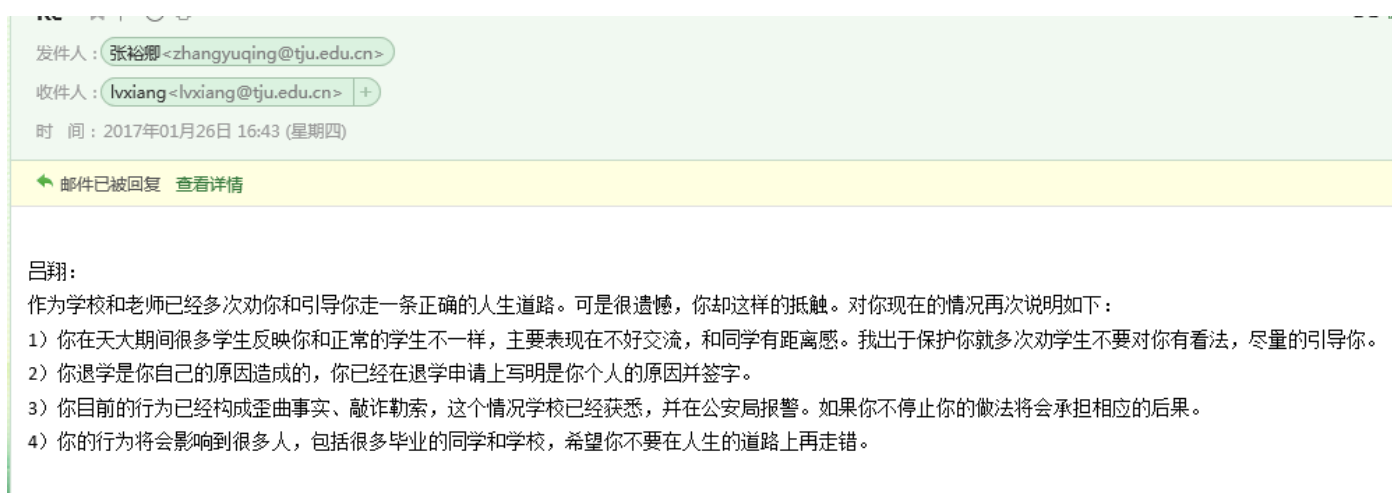 发件人：张裕卿<zhangyuqing@tju.edu.cn>
收件人：lvxiang<lvxiang@tju.edu.cn> +
时 间：2017年01月26日 16:43 (星期四)
邮件已被回复 查看详情
吕翔：
作为学校和老师已经多次劝你和引导你走一条正确的人生道路。可是很遗憾，你却这样的抵触。对你现在的情况再次说明如下：
1）你在天大期间很多学生反映你和正常的学生不一样，主要表现在不好交流，和同学有距离感。我出于保护你就多次劝学生不要对你有看法，尽量的引导你。
2）你退学是你自己的原因造成的，你已经在退学申请上写明是你个人的原因并签字。
3）你目前的行为已经构成歪曲事实、敲诈勒索，这个情况学校已经获悉，并在公安局报警。如果你不停止你的做法将会承担相应的后果。
4）你的行为将会影响到很多人，包括很多毕业的同学和学校，希望你不要在人生的道路上再走错。